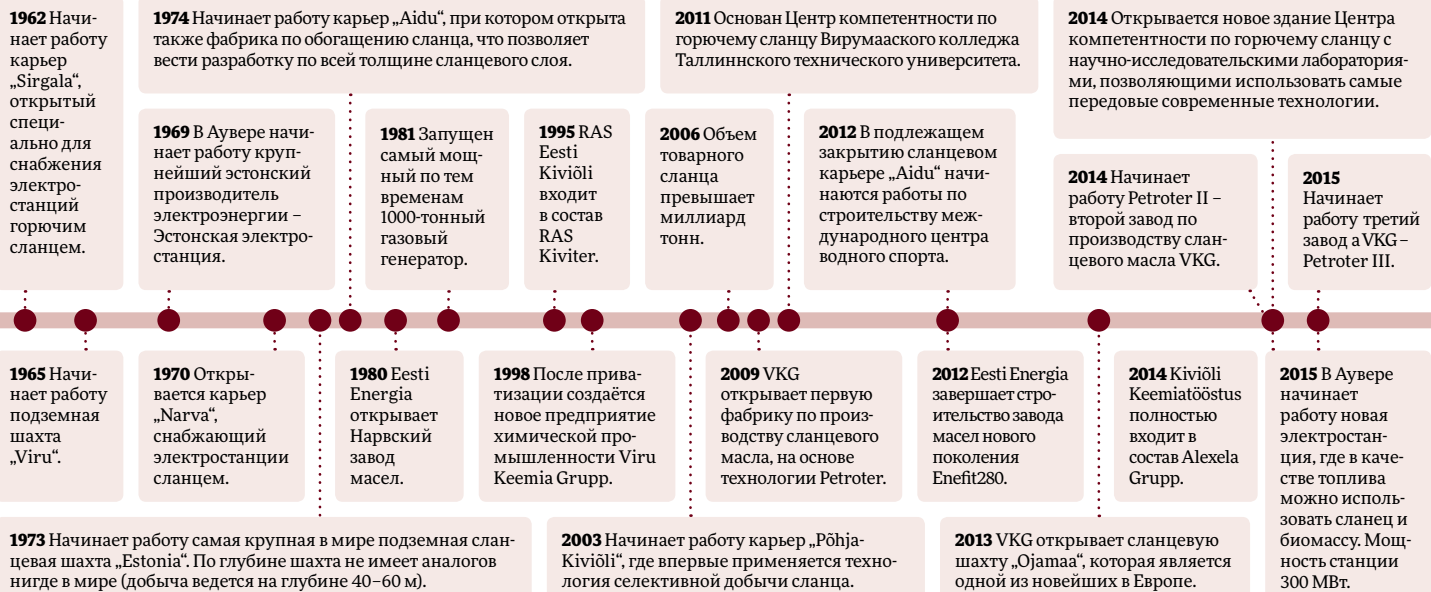 1962 Начи-
нает работу
карьер
„Sirgala“,
открытый
специ-
ально для
снабжения
электро-
станций
горючим
сланцем.
1974 Начинает работу карьер „Aidu“, при котором открыта
также фабрика по обогащению сланца, что позволяет
вести разработку по всей толщине сланцевого слоя.
2011 Основан Центр компетентности по
горючему сланцу Вирумааского колледжа
Таллиннского технического университета.
2014 Открывается новое здание Центра
компетентности по горючему сланцу с
научно-исследовательскими лаборатория-
ми, позволяющими использовать самые
передовые современные технологии.
1969 В Аувере начи-
нает работу круп-
нейший эстонский
производитель
электроэнергии –
Эстонская электро-
станция.
1981 Запущен
самый мощ-
ный по тем
временам
1000-тонный
газовый
генератор.
1995 RAS
Eesti
Kiviõli
входит
в состав
RAS
Kiviter.
2006 Объем
товарного
сланца
превышает
миллиард
тонн.
2012 В подлежащем
закрытию сланцевом
карьере „Aidu“ начи-
наются работы по
строительству меж-
дународного центра
водного спорта.
2014 Начинает
работу Petroter II –
второй завод по
производству слан-
цевого масла VKG.
2015
Начинает
работу третий
завод a VKG –
Petroter III.
1965 Начи-
нает работу
подземная
шахта
„Viru“.
1970 Откры-
вается карьер
„Narva“,
снабжающий
электростанции
сланцем.
1980 Eesti
Energia
открывает
Нарвский
завод
масел.
1998 После прива-
тизации создаётся
новое предприятие
химической про-
мышленности Viru
Keemia Grupp.
2009 VKG
открывает первую
фабрику по произ-
водству сланцевого
масла, на основе
технологии Petroter.
2012 Eesti Energia
завершает стро-
ительство завода
масел нового
поколения
Enefit280.
2014 Kiviõli
Keemiatööstus
полностью
входит в
состав Alexela
Grupp.
2015 В Аувере
начинает
работу новая
электростан-
ция, где в каче-
стве топлива
можно исполь-
зовать сланец и
биомассу. Мощ-
ность станции
300 МВт.
1973 Начинает работу самая крупная в мире подземная слан-
цевая шахта „Estonia“. По глубине шахта не имеет аналогов
нигде в мире (добыча ведется на глубине 40–60 м).
2003 Начинает работу карьер „Põhja-
Kiviõli“, где впервые применяется техно-
логия селективной добычи сланца.
2013 VKG открывает сланцевую
шахту „Ojamaa“, которая является
одной из новейших в Европе.